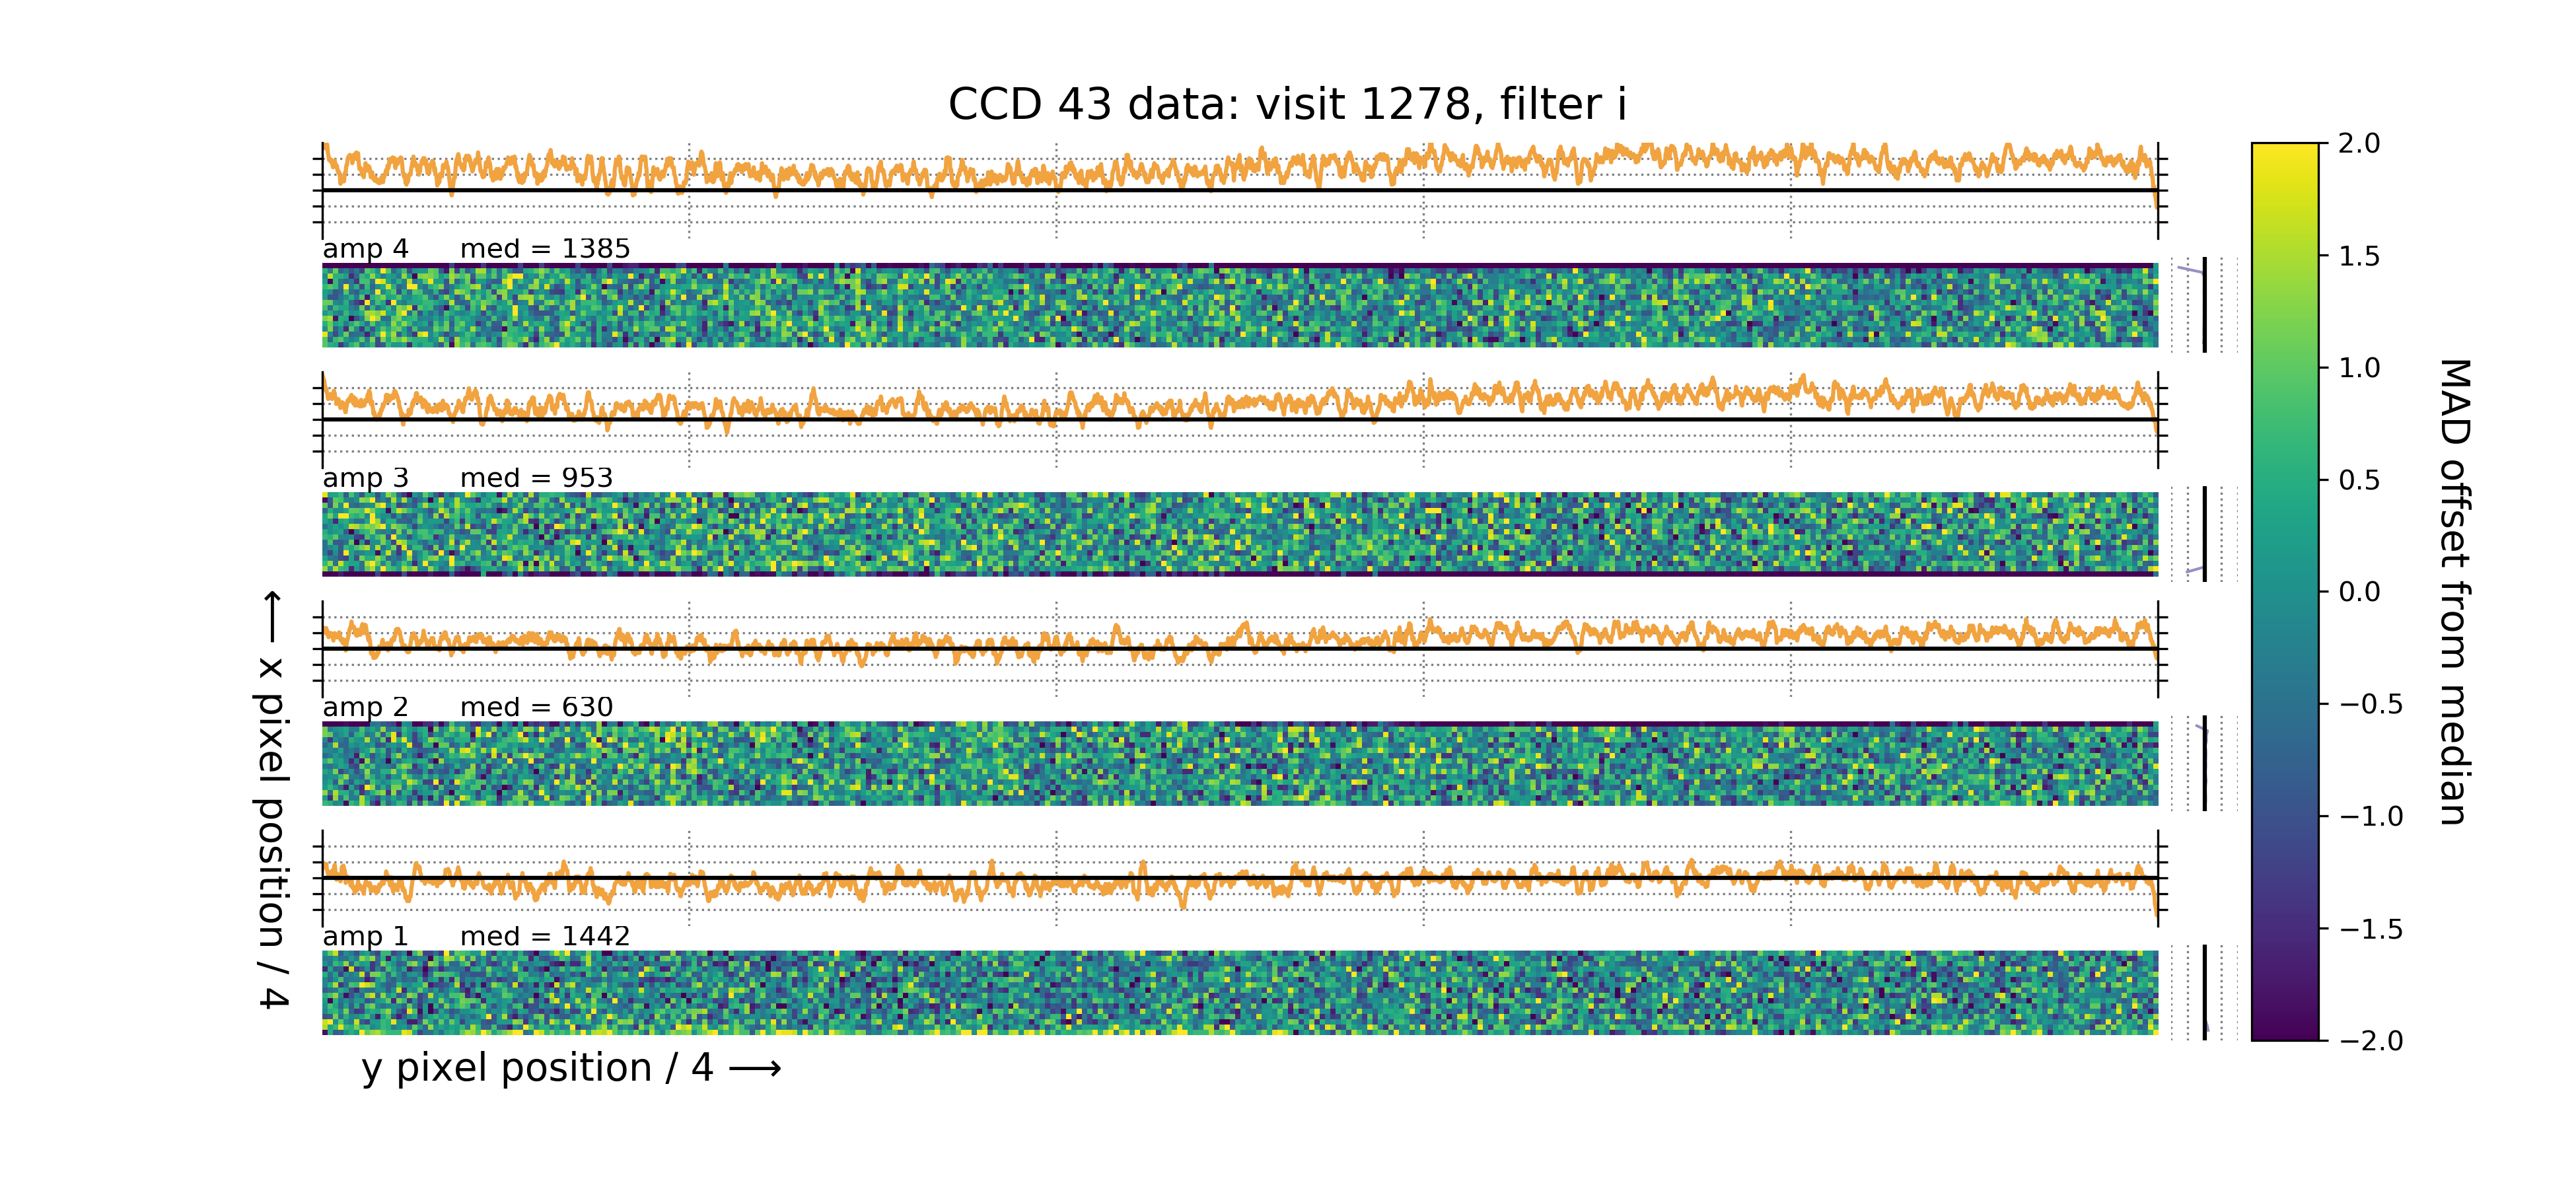 CCD 43 data: visit 1278, filter i
amp 4 med = 1385
amp 3 med = 953
amp 2 med = 630
amp 1 med = 1442
⟵ x pixel position / 4
y pixel position / 4 ⟶
2.0
1.5
1.0
0.5
0.0
−0.5
−1.0
−1.5
−2.0
MAD offset from median